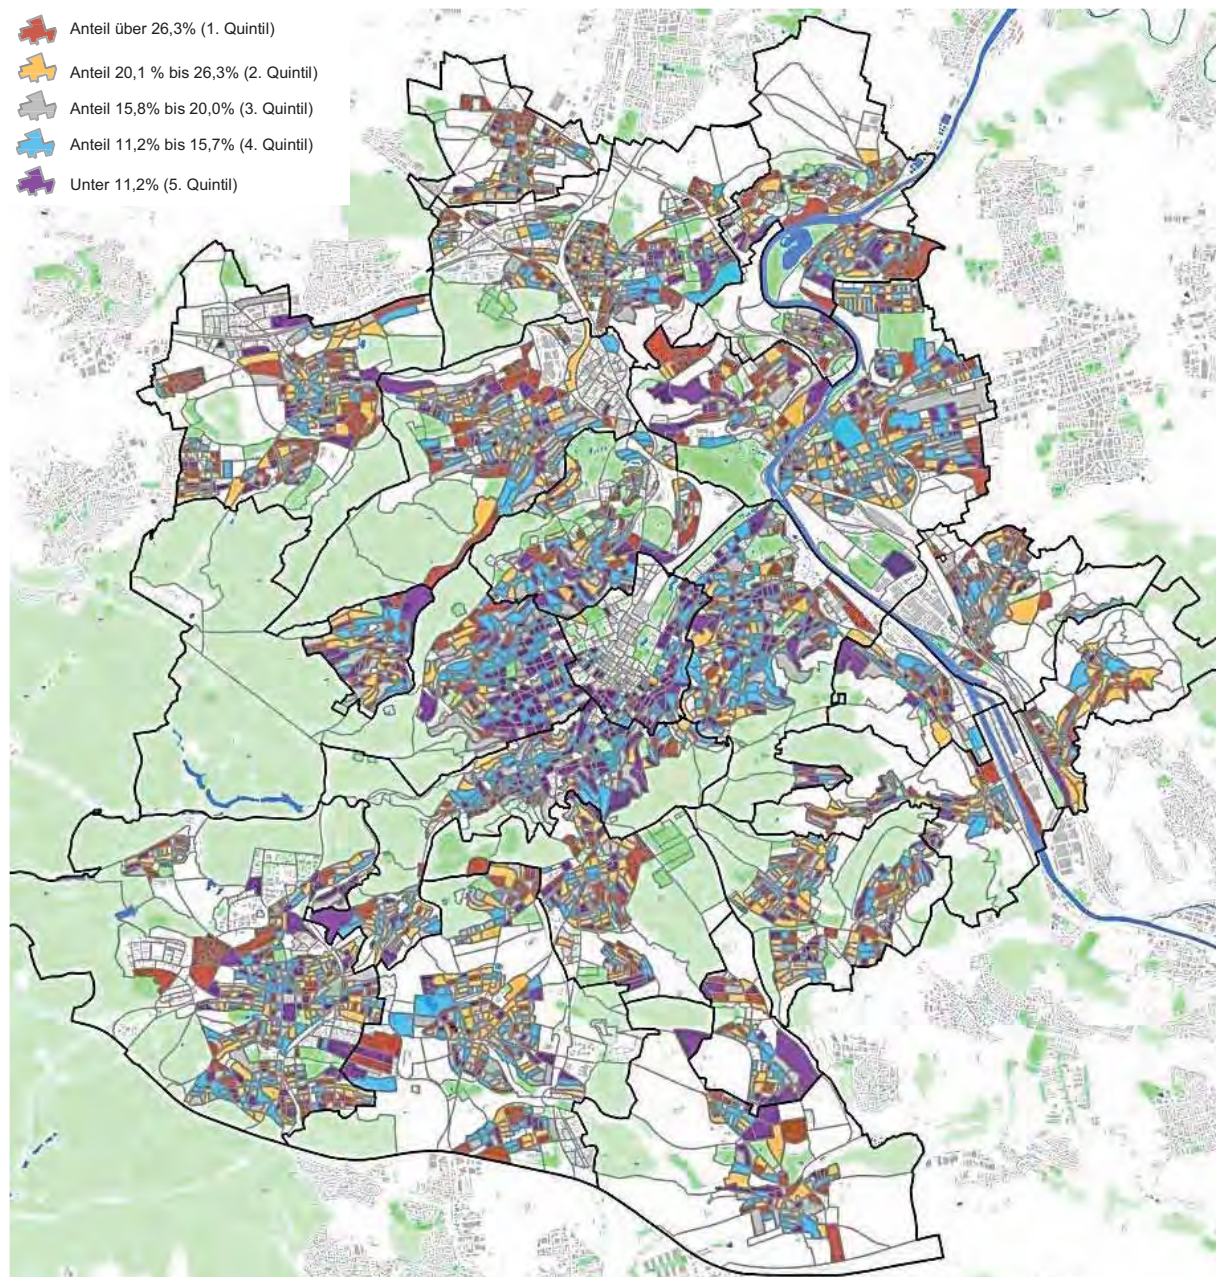 Anteil über 26,3% (1. Quintil)
Anteil 20,1 % bis 26,3% (2. Quintil)
Anteil 15,8% bis 20,0% (3. Quintil)
Anteil 11,2% bis 15,7% (4. Quintil)
Unter 11,2% (5. Quintil)